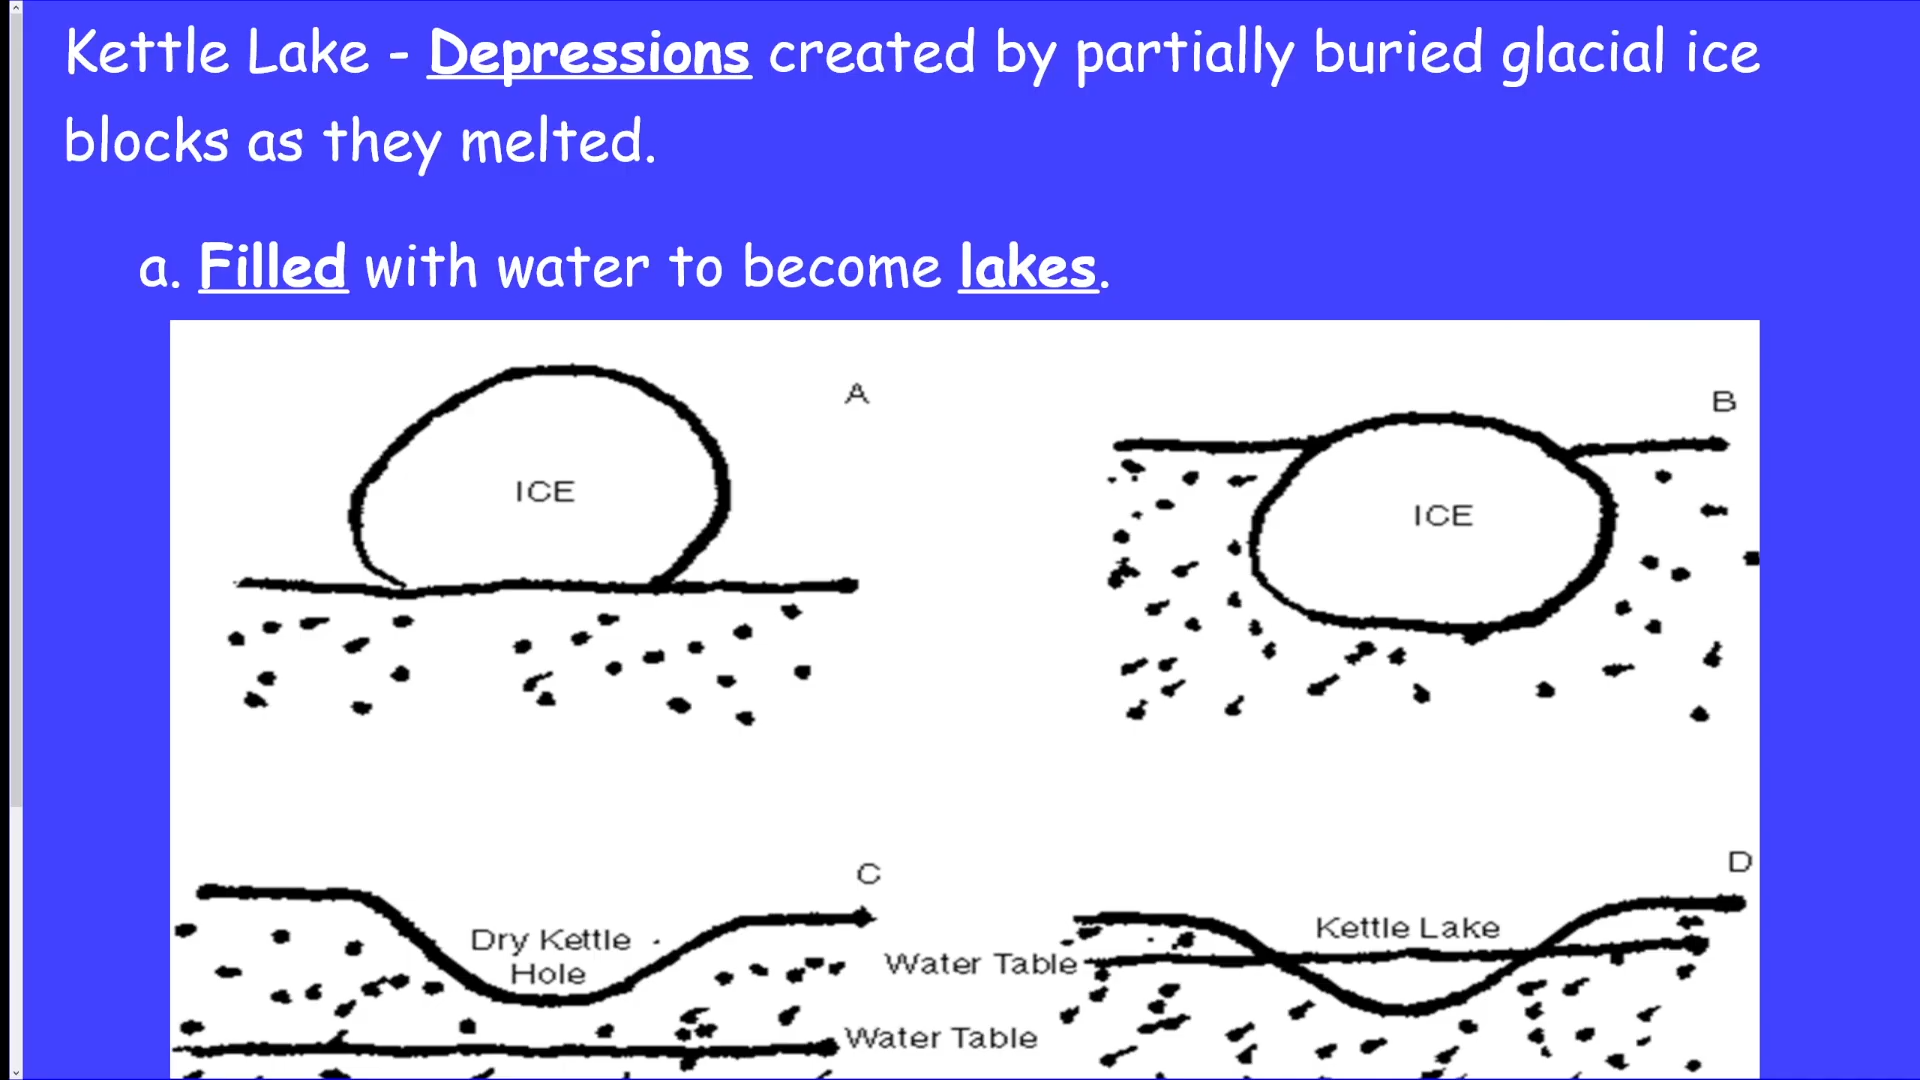 Kettle Lake - Depressions created by partially buried glacial ice
blocks as they melted.
a. Filled with water to become lakes.
A
B
ICE
ICE
C
D
Dry Kettle
Hole
Kettle Lake
Water Table
Water Table